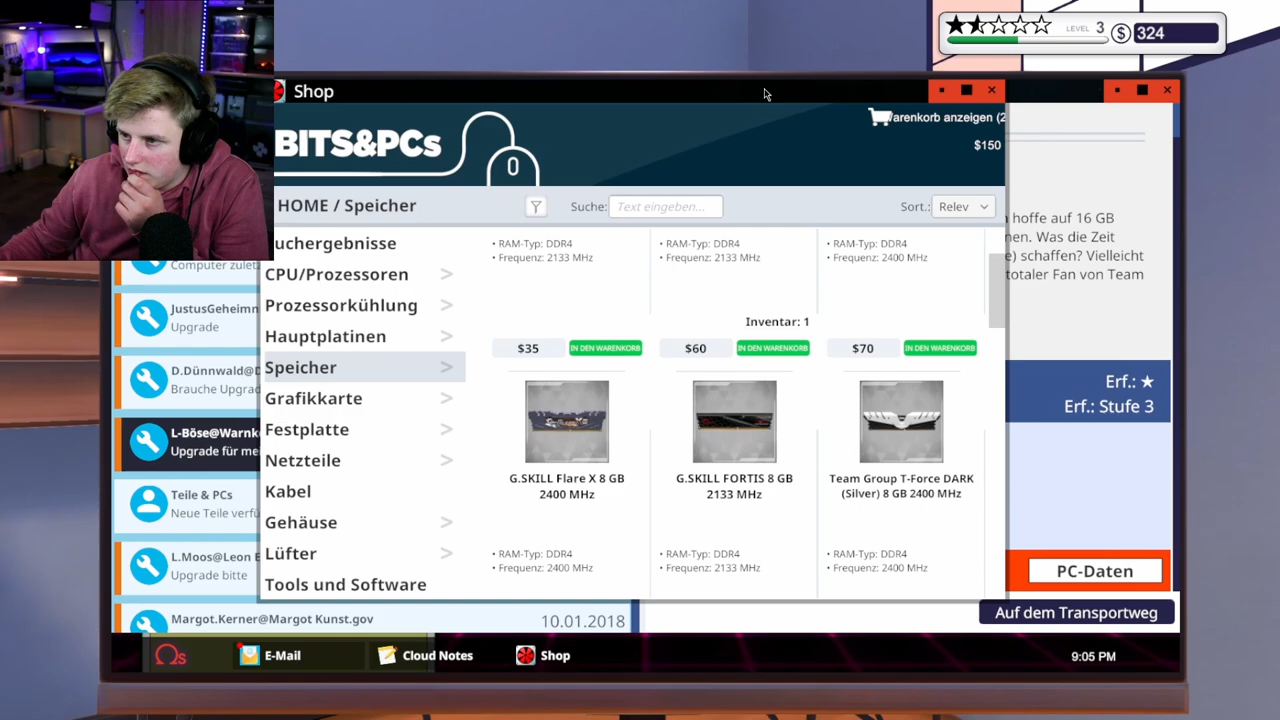 LEVEL 3 $ 324
Shop
arenkorb anzeigen (2
BITS&PCs
$150
HOME / Speicher
Suche: Text eingeben...
Sort.: Relev
uchergebnisse
CPU/Prozessoren >
Prozessorkühlung >
Hauptplatinen >
Speicher >
Grafikkarte >
Festplatte >
Netzteile >
Kabel
Gehäuse >
Lüfter >
Tools und Software
• RAM-Typ: DDR4
• Frequenz: 2133 MHz
$35 IN DEN WARENKORB
• RAM-Typ: DDR4
• Frequenz: 2133 MHz
Inventar: 1
$60 IN DEN WARENKORB
• RAM-Typ: DDR4
• Frequenz: 2400 MHz
$70 IN DEN WARENKORB
G.SKILL Flare X 8 GB
2400 MHz
• RAM-Typ: DDR4
• Frequenz: 2400 MHz
G.SKILL FORTIS 8 GB
2133 MHz
• RAM-Typ: DDR4
• Frequenz: 2133 MHz
Team Group T-Force DARK
(Silver) 8 GB 2400 MHz
• RAM-Typ: DDR4
• Frequenz: 2400 MHz
hoffe auf 16 GB
nen. Was die Zeit
e) schaffen? Vielleicht
totaler Fan von Team
Erf.: ★
Erf.: Stufe 3
PC-Daten
Auf dem Transportweg
Computer zuletz
JustusGeheimn
Upgrade
D.Dünnwald@D
Brauche Upgrad
L-Böse@Warnke
Upgrade für me
Teile & PCs
Neue Teile verfü
L.Moos@Leon E
Upgrade bitte
Margot.Kerner@Margot Kunst.gov
10.01.2018
Ωs
E-Mail
Cloud Notes
Shop
9:05 PM